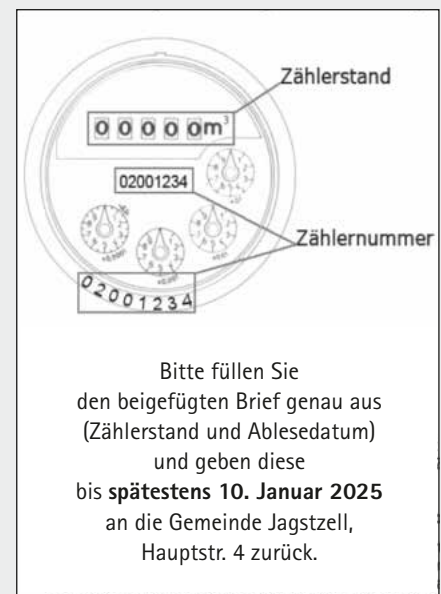 Zählerstand
0 0 0 0 0 m³
02001234
Zählernummer
02001234
Bitte füllen Sie
den beigefügten Brief genau aus
(Zählerstand und Ablesedatum)
und geben diese
bis spätestens 10. Januar 2025
an die Gemeinde Jagstzell,
Hauptstr. 4 zurück.